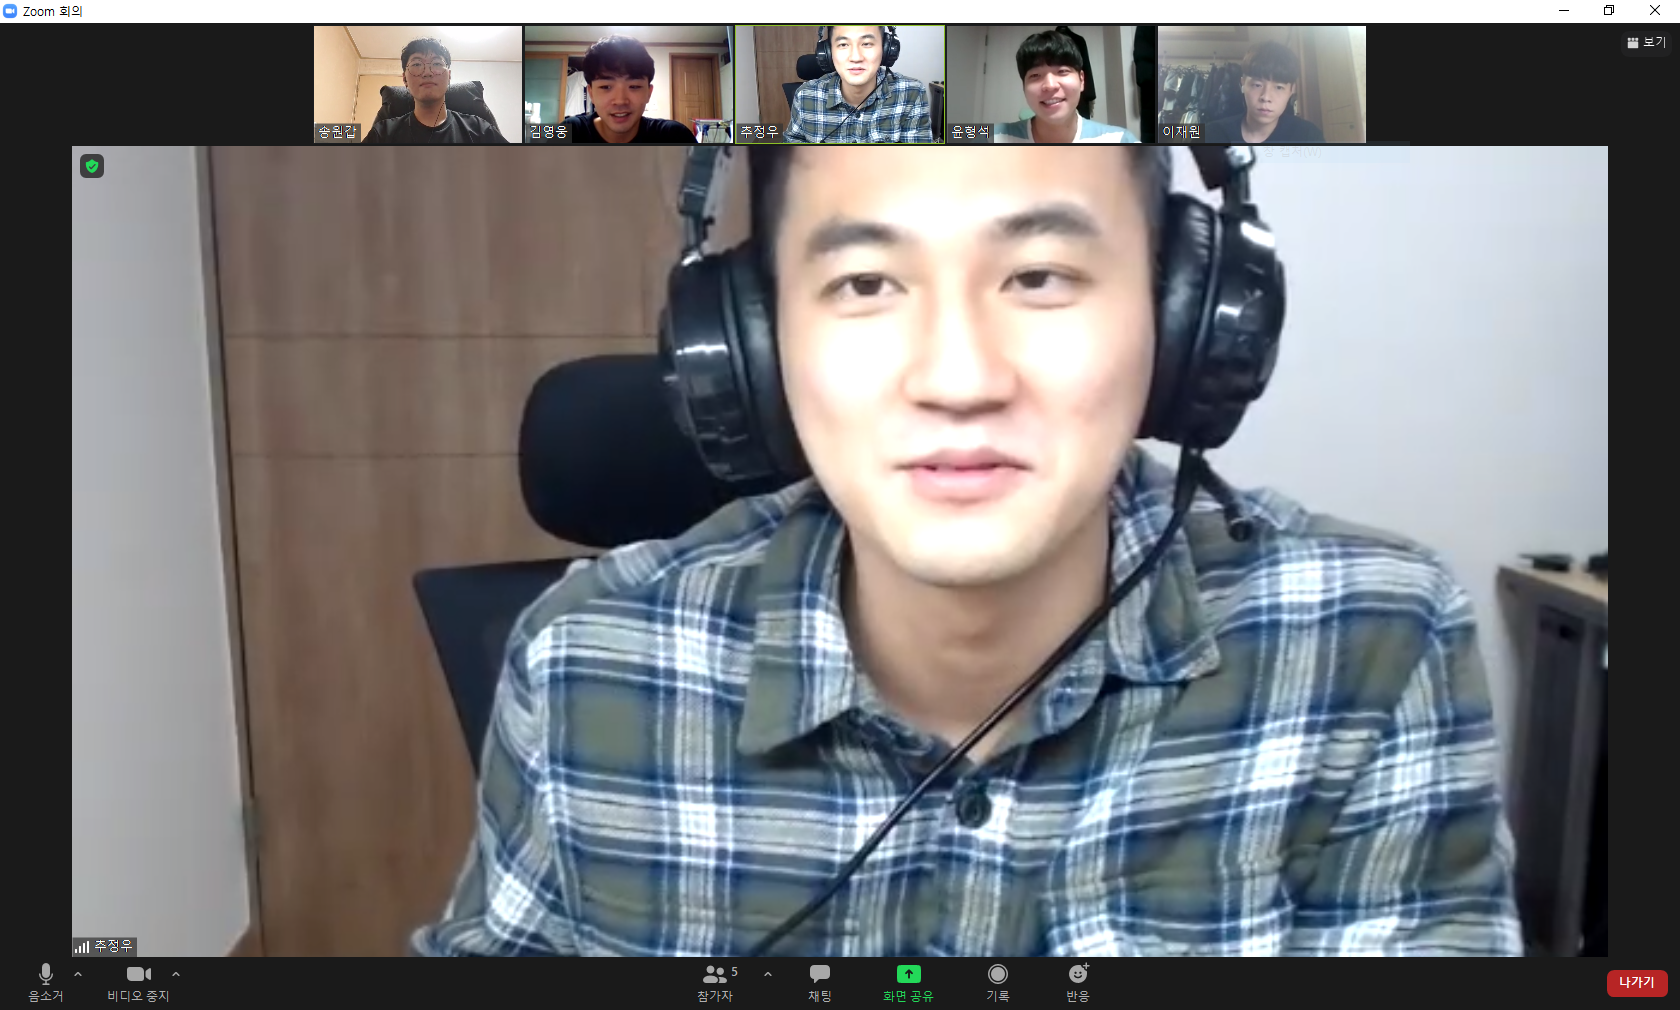 Zoom 회의
보기
송원갑
김영웅
추정우
윤형석
이재원
추정우
음소거
비디오 중지
5
참가자
채팅
화면 공유
기록
반응
나가기